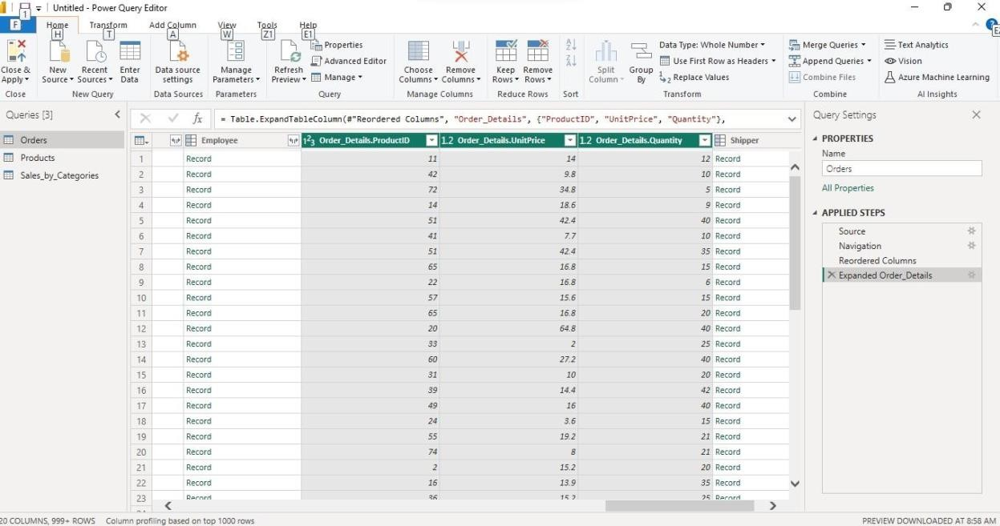 Untitled - Power Query Editor
1
F
Home Transform Add Column View Tools Help
H T A W Z1 E1
Close & Apply
New Source
Recent Sources
Enter Data
Data source settings
Manage Parameters
Refresh Preview
Properties
Advanced Editor
Manage
Choose Columns
Remove Columns
Keep Rows
Remove Rows
Split Column
Group By
Data Type: Whole Number
Use First Row as Headers
Replace Values
Merge Queries
Append Queries
Combine Files
Text Analytics
Vision
Azure Machine Learning
Close New Query Data Sources Parameters Query Manage Columns Reduce Rows Sort Transform Combine AI Insights
Queries [3]
Orders
Products
Sales_by_Categories
fx = Table.ExpandTableColumn(#"Reordered Columns", "Order_Details", {"ProductID", "UnitPrice", "Quantity"},
Employee 123 Order_Details.ProductID 1.2 Order_Details.UnitPrice 1.2 Order_Details.Quantity Shipper
1 Record 11 14 12 Record
2 Record 42 9.8 10 Record
3 Record 72 34.8 5 Record
4 Record 14 18.6 9 Record
5 Record 51 42.4 40 Record
6 Record 41 7.7 10 Record
7 Record 51 42.4 35 Record
8 Record 65 16.8 15 Record
9 Record 22 16.8 6 Record
10 Record 57 15.6 15 Record
11 Record 65 16.8 20 Record
12 Record 20 64.8 40 Record
13 Record 33 2 25 Record
14 Record 60 27.2 40 Record
15 Record 31 10 20 Record
16 Record 39 14.4 42 Record
17 Record 49 16 40 Record
18 Record 24 3.6 15 Record
19 Record 55 19.2 21 Record
20 Record 74 8 21 Record
21 Record 2 15.2 20 Record
22 Record 16 13.9 35 Record
23 Record 36 15.2 25 Record
Query Settings
PROPERTIES
Name
Orders
All Properties
APPLIED STEPS
Source
Navigation
Reordered Columns
Expanded Order_Details
20 COLUMNS, 999+ ROWS Column profiling based on top 1000 rows
PREVIEW DOWNLOADED AT 8:58 AM